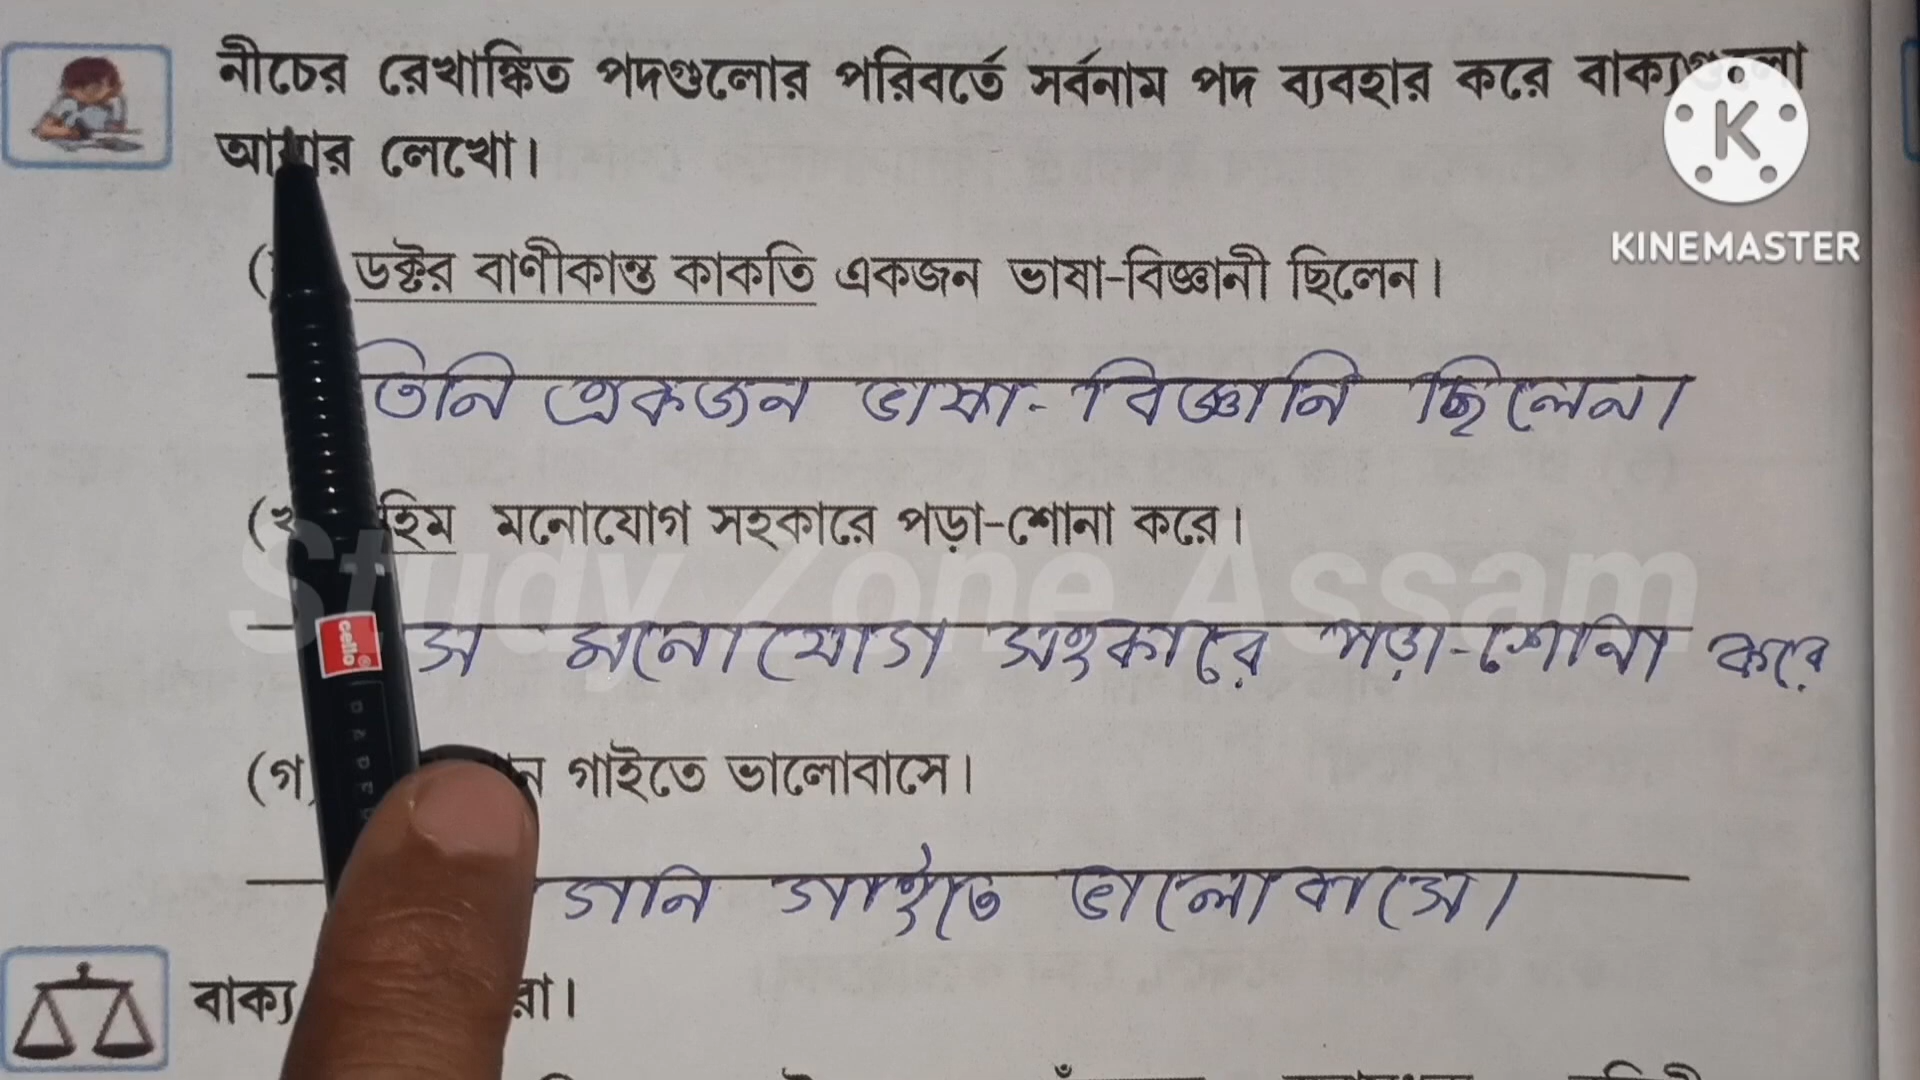 নীচের রেখাঙ্কিত পদগুলোর পরিবর্তে সর্বনাম পদ ব্যবহার করে
লেখো।
K
KINEMASTER
ডক্টর বাণীকান্ত কাকতি একজন ভাষা-বিজ্ঞানী ছিলেন।
তিনি একজন ভাষা-বিজ্ঞানি ছিলেন।
মনোযোগ সহকারে পড়া-শোনা করে।
Study Zone Assam
মনোযোগ সহকারে পড়া-শোনা করে
cello
(গ) গাইতে ভালোবাসে।
গান গাইতে ভালোবাসে।
বাক্য